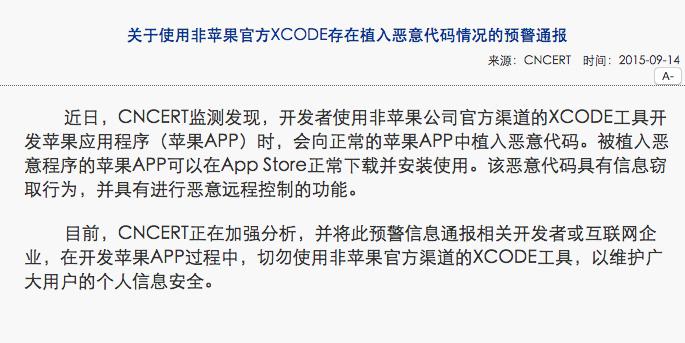 关于使用非苹果官方XCODE存在植入恶意代码情况的预警通报
来源：CNCERT 时间：2015-09-14
A-
近日，CNCERT监测发现，开发者使用非苹果公司官方渠道的XCODE工具开
发苹果应用程序（苹果APP）时，会向正常的苹果APP中植入恶意代码。被植入恶
意程序的苹果APP可以在App Store正常下载并安装使用。该恶意代码具有信息窃
取行为，并具有进行恶意远程控制的功能。
目前，CNCERT正在加强分析，并将此预警信息通报相关开发者或互联网企
业，在开发苹果APP过程中，切勿使用非苹果官方渠道的XCODE工具，以维护广
大用户的个人信息安全。